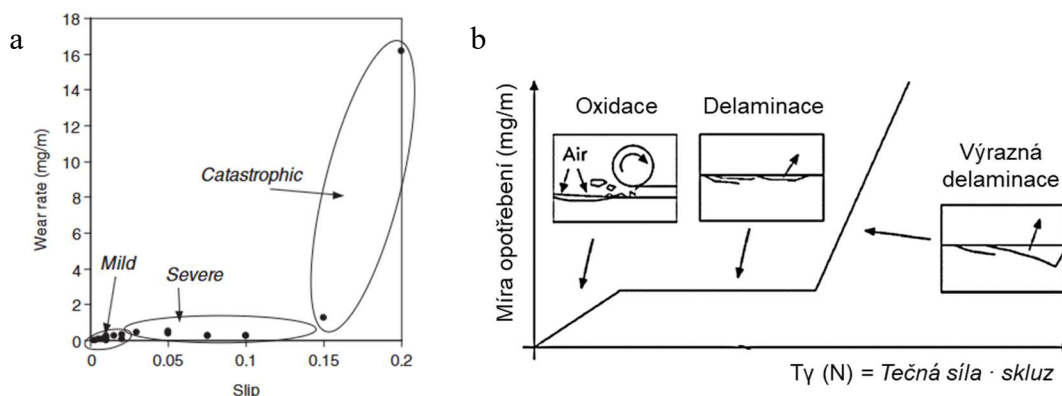 a
18
16
14
12
10
8
6
4
2
0
Wear rate (mg/m)
Catastrophic
Mild
Severe
0
0.05
0.10
0.15
0.2
Slip
b
Míra opotřebení (mg/m)
Oxidace
Air
Delaminace
Výrazná
delaminace
Tγ (N) = Tečná síla · skluz